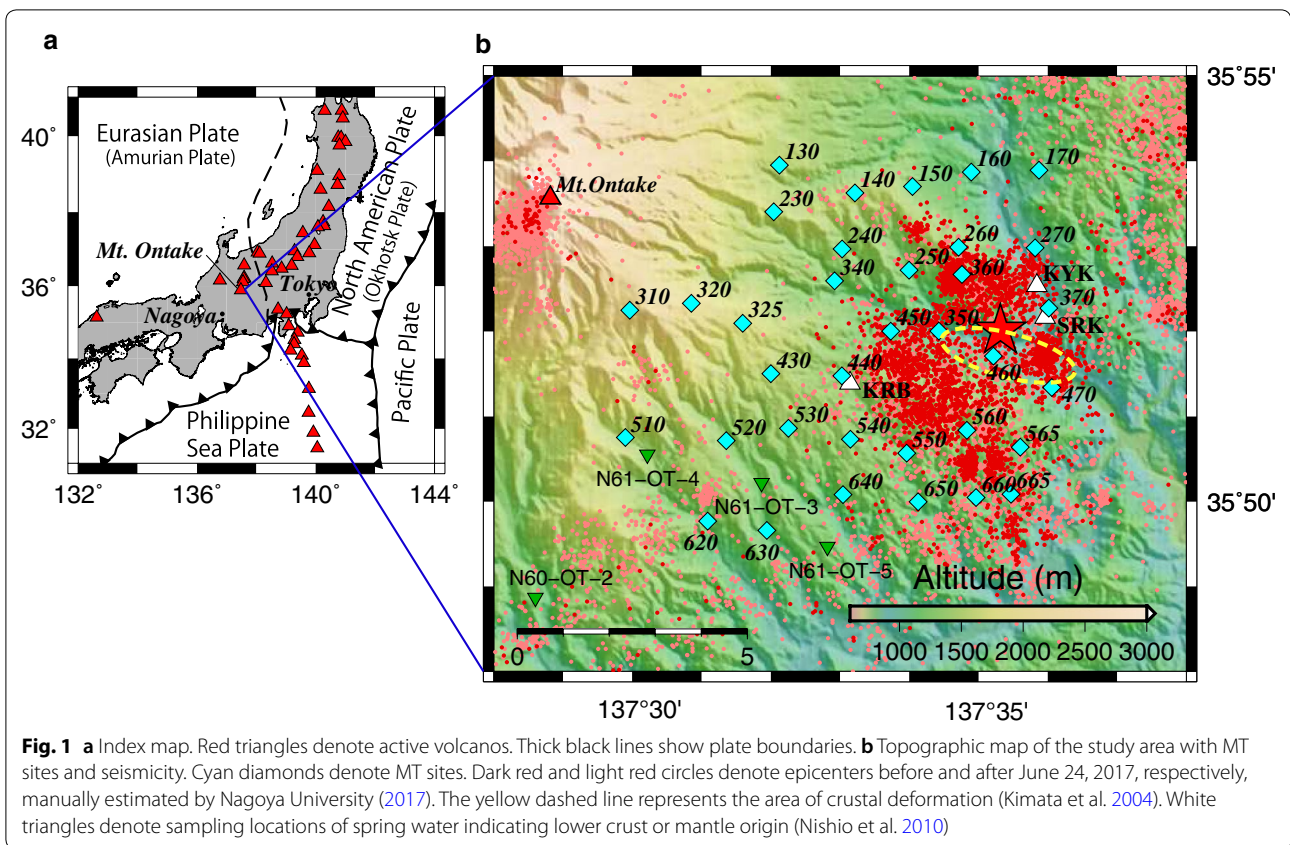 a
Eurasian Plate
(Amurian Plate)
North American Plate
(Okhotsk Plate)
Mt. Ontake
Tokyo
Nagoya
Pacific Plate
Philippine
Sea Plate
40°
36°
32°
132°
136°
140°
144°
b
35°55'
130
160
170
140
150
Mt.Ontake
230
240
260
270
250
360
KYK
340
310
320
325
370
450
350
SRK
430
440
460
KRB
470
510
520
530
540
560
550
565
N61-OT-4
N61-OT-3
640
650
660
665
35°50'
620
630
N61-OT-5
N60-OT-2
Altitude (m)
0
5
1000
1500
2000
3000
137°30'
137°35'
Fig. 1 a Index map. Red triangles denote active volcanos. Thick black lines show plate boundaries. b Topographic map of the study area with MT
sites and seismicity. Cyan diamonds denote MT sites. Dark red and light red circles denote epicenters before and after June 24, 2017, respectively,
manually estimated by Nagoya University (2017). The yellow dashed line represents the area of crustal deformation (Kimata et al. 2004). White
triangles denote sampling locations of spring water indicating lower crust or mantle origin (Nishio et al. 2010)